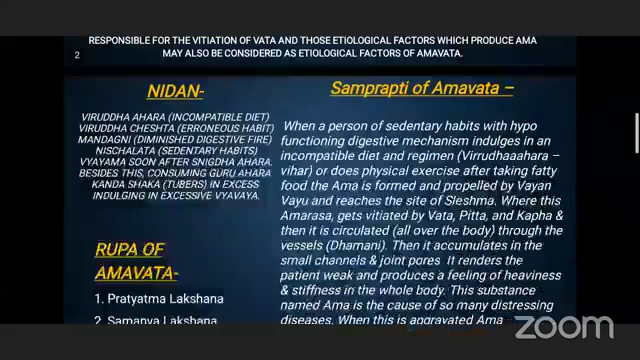 RESPONSIBLE FOR THE VITIATION OF VATA AND THOSE ETIOLOGICAL FACTORS WHICH PRODUCE AMA
MAY ALSO BE CONSIDERED AS ETIOLOGICAL FACTORS OF AMAVATA.
2
NIDAN-
VIRUDDHA AHARA (INCOMPATIBLE DIET)
VIRUDDHA CHESHTA (ERRONEOUS HABIT)
MANDAGNI (DIMINISHED DIGESTIVE FIRE)
NISCHALATA (SEDENTARY HABITS)
VYAYAMA SOON AFTER SNIGDHA AHARA.
BESIDES THIS, CONSUMING GURU AHARA
KANDA SHAKA (TUBERS) IN EXCESS
INDULGING IN EXCESSIVE VYAVAYA.
RUPA OF
AMAVATA-
1. Pratyatma Lakshana
2. Samanya Lakshana
Samprapti of Amavata –
When a person of sedentary habits with hypo
functioning digestive mechanism indulges in an
incompatible diet and regimen (Virrudhaaahara –
vihar) or does physical exercise after taking fatty
food the Ama is formed and propelled by Vayan
Vayu and reaches the site of Sleshma. Where this
Amarasa, gets vitiated by Vata, Pitta, and Kapha &
then it is circulated (all over the body) through the
vessels (Dhamani). Then it accumulates in the
small channels & joint pores It renders the
patient weak and produces a feeling of heaviness
& stiffness in the whole body. This substance
named Ama is the cause of so many distressing
diseases. When this is aggravated Ama
zoom